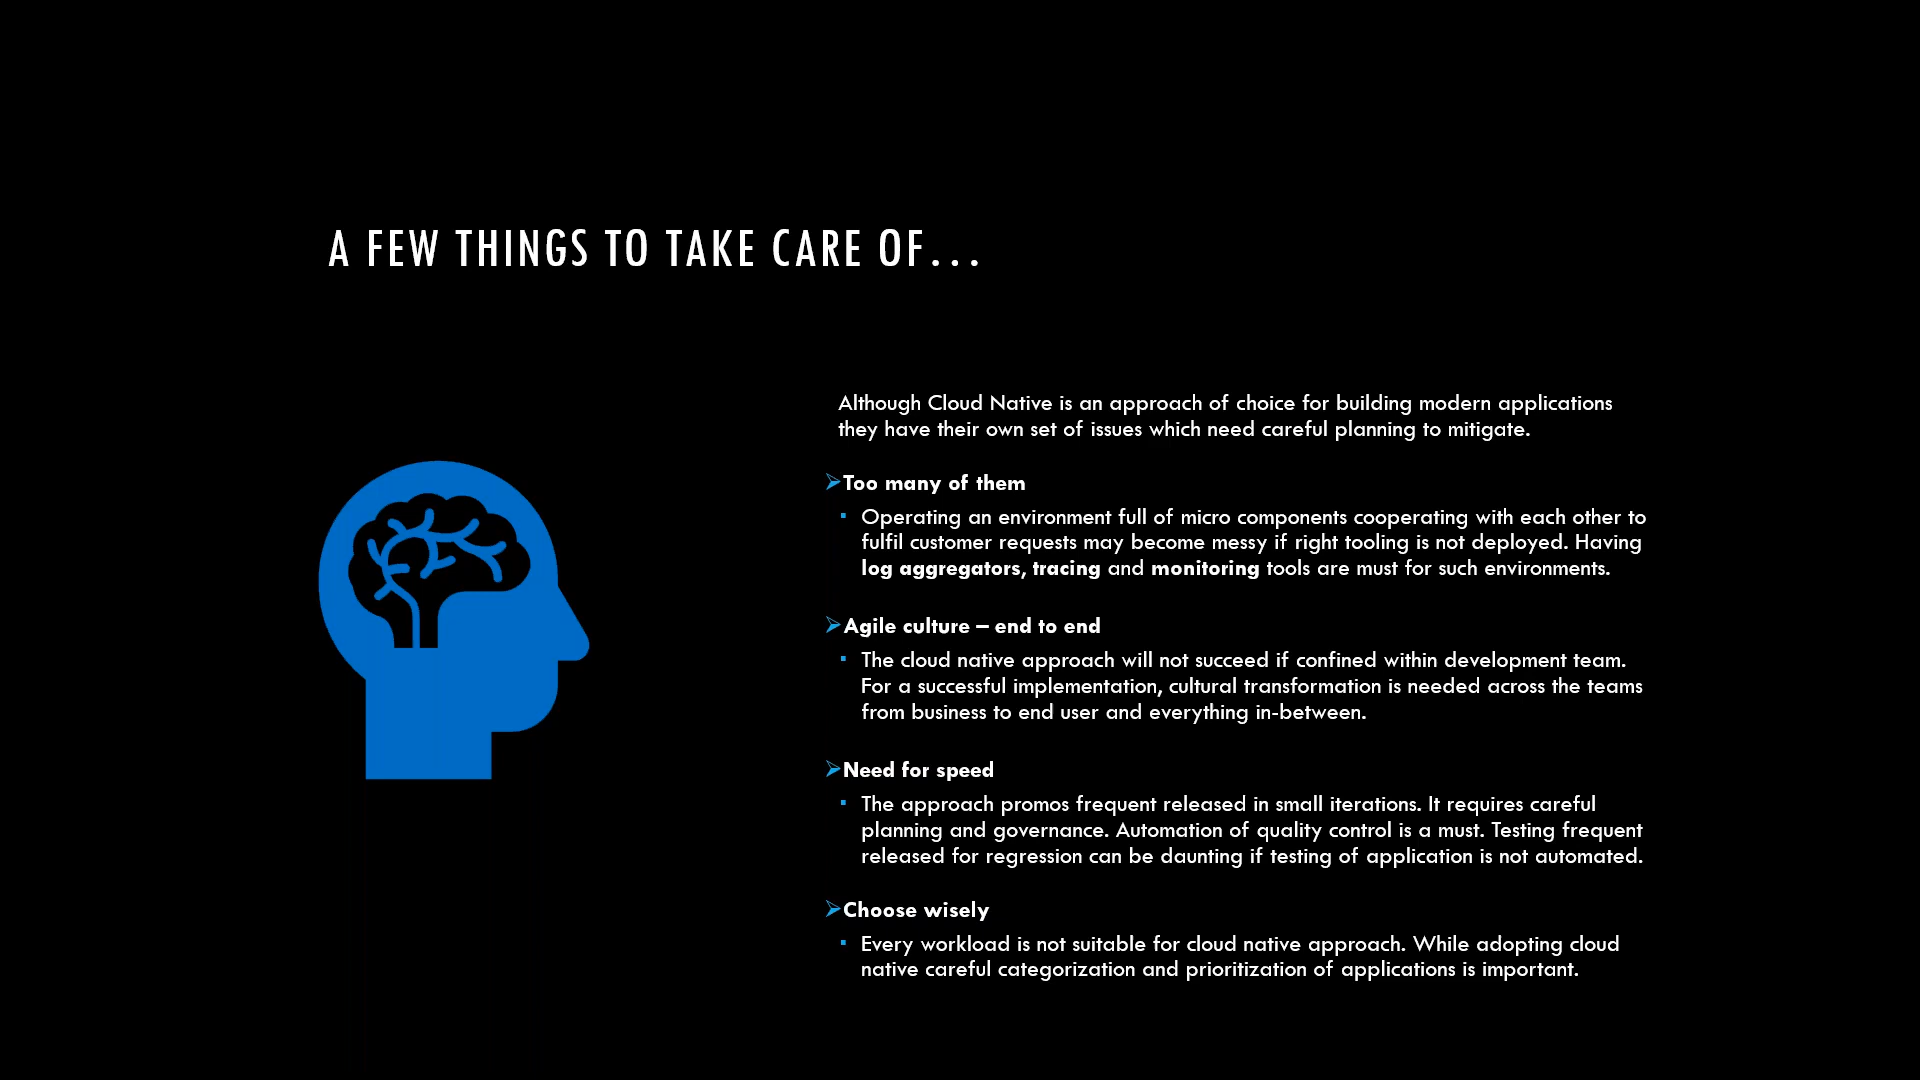 A FEW THINGS TO TAKE CARE OF...
Although Cloud Native is an approach of choice for building modern applications
they have their own set of issues which need careful planning to mitigate.
Too many of them
Operating an environment full of micro components cooperating with each other to
fulfil customer requests may become messy if right tooling is not deployed. Having
log aggregators, tracing and monitoring tools are must for such environments.
Agile culture – end to end
The cloud native approach will not succeed if confined within development team.
For a successful implementation, cultural transformation is needed across the teams
from business to end user and everything in-between.
Need for speed
The approach promos frequent released in small iterations. It requires careful
planning and governance. Automation of quality control is a must. Testing frequent
released for regression can be daunting if testing of application is not automated.
Choose wisely
Every workload is not suitable for cloud native approach. While adopting cloud
native careful categorization and prioritization of applications is important.